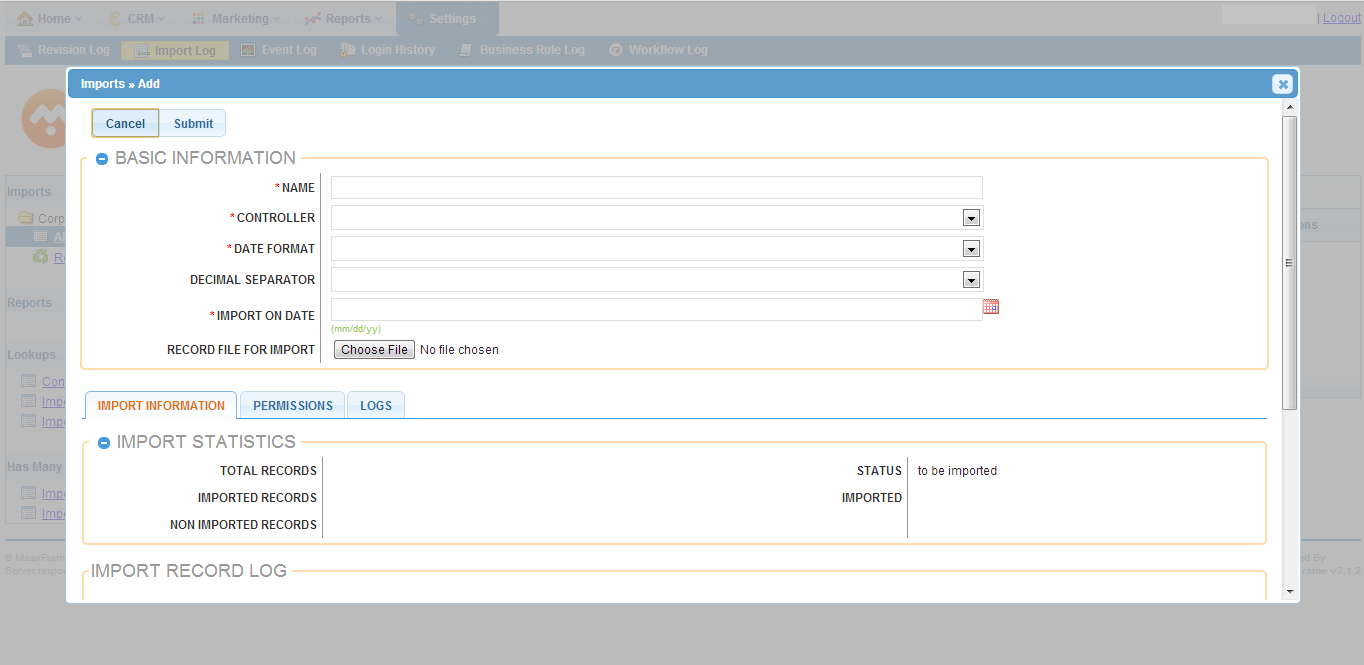 Home CRM Marketing Reports Settings | Logout
Revision Log Import Log Event Log Login History Business Rule Log Workflow Log
Imports » Add
Cancel Submit
BASIC INFORMATION
* NAME
* CONTROLLER
* DATE FORMAT
DECIMAL SEPARATOR
* IMPORT ON DATE
(mm/dd/yy)
RECORD FILE FOR IMPORT Choose File No file chosen
IMPORT INFORMATION PERMISSIONS LOGS
IMPORT STATISTICS
TOTAL RECORDS STATUS to be imported
IMPORTED RECORDS IMPORTED
NON IMPORTED RECORDS
IMPORT RECORD LOG
Imports
Corp
Reports
Lookups
Con
Impo
Impo
Has Many
Impo
Impo
© MaaxFram
Server respo
ons
ed By
rame v2.1.2